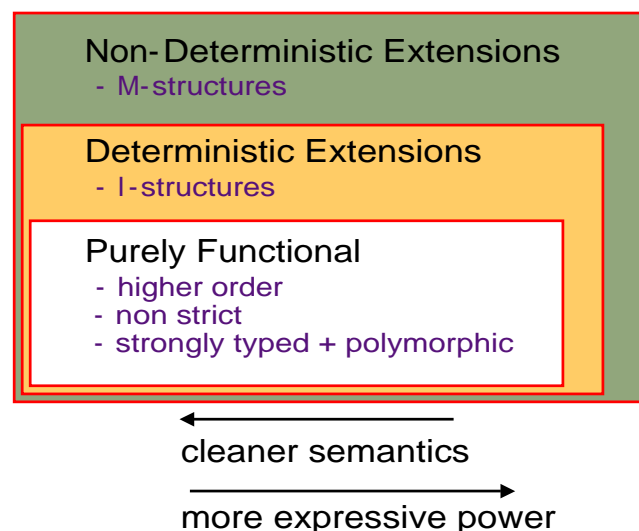 Non-Deterministic Extensions
- M-structures
Deterministic Extensions
- I-structures
Purely Functional
- higher order
- non strict
- strongly typed + polymorphic
cleaner semantics
more expressive power